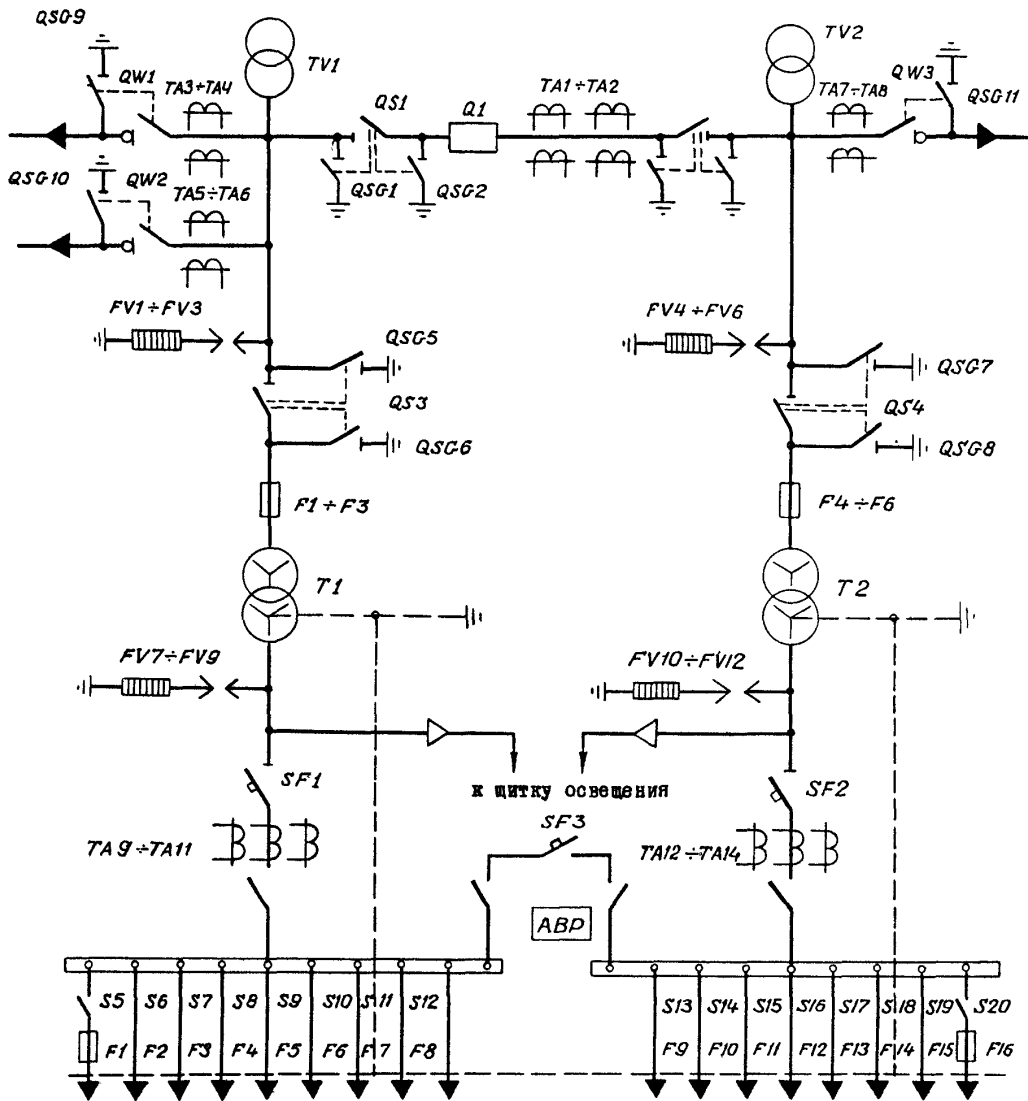 QSG9
TV2
QW1
TA3÷TA4
TV1
QS1
Q1
TA1÷TA2
TA7÷TA8
QW3
QSG11
QSG10
QW2
TA5÷TA6
QSG1
QSG2
FV1÷FV3
QSG5
FV4÷FV6
QSG7
QS3
QS4
QSG6
QSG8
F1÷F3
F4÷F6
T1
T2
FV7÷FV9
FV10÷FV12
SF1
к щитку освещения
SF2
SF3
TA9÷TA11
TA12÷TA14
АВР
S5 S6 S7 S8 S9 S10 S11 S12
S13 S14 S15 S16 S17 S18 S19 S20
F1 F2 F3 F4 F5 F6 F7 F8
F9 F10 F11 F12 F13 F14 F15 F16